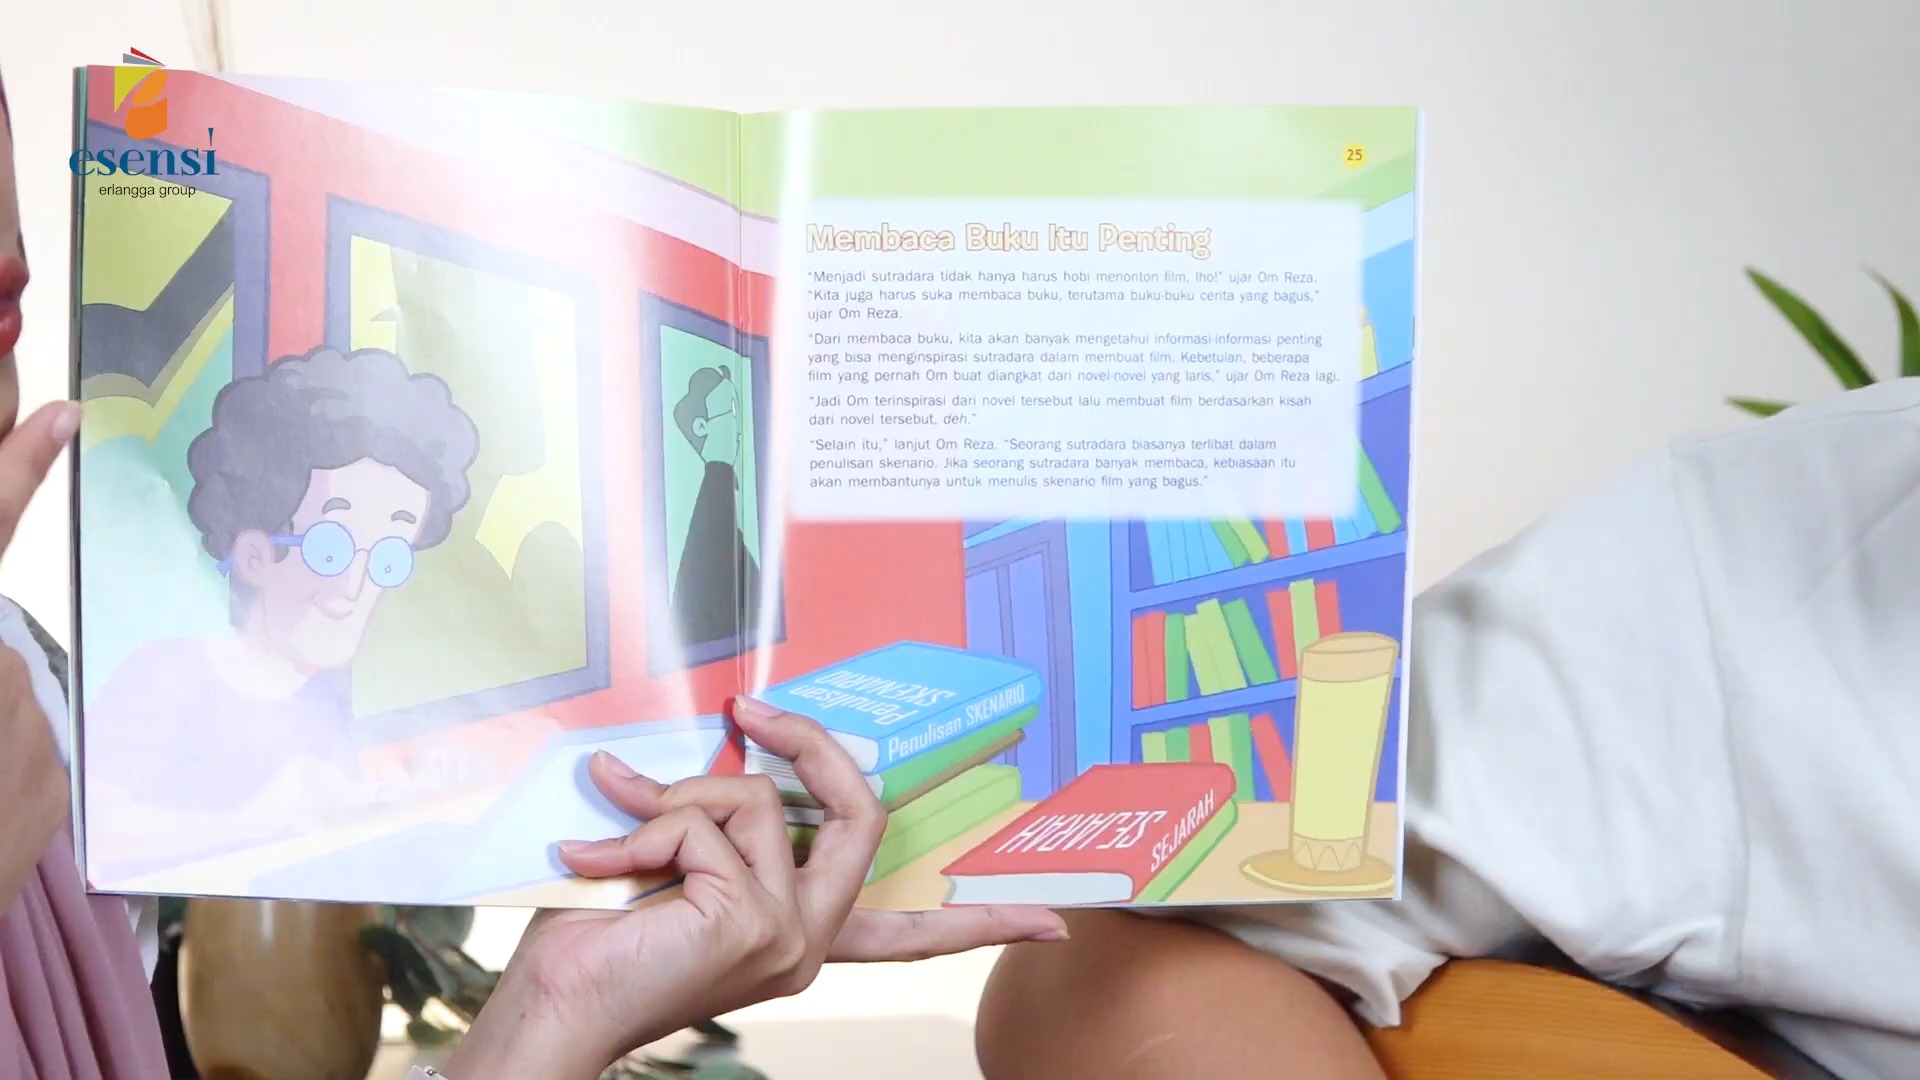 esensi
erlangga group
25
Membaca Buku Itu Penting
"Menjadi sutradara tidak hanya harus hobi menonton film, lho!" ujar Om Reza.
"Kita juga harus suka membaca buku, terutama buku-buku cerita yang bagus,"
ujar Om Reza.
"Dari membaca buku, kita akan banyak mengetahui informasi-informasi penting
yang bisa menginspirasi sutradara dalam membuat film. Kebetulan, beberapa
film yang pernah Om buat diangkat dari novel-novel yang laris," ujar Om Reza lagi.
"Jadi Om terinspirasi dari novel tersebut lalu membuat film berdasarkan kisah
dari novel tersebut, deh."
"Selain itu," lanjut Om Reza. "Seorang sutradara biasanya terlibat dalam
penulisan skenario. Jika seorang sutradara banyak membaca, kebiasaan itu
akan membantunya untuk menulis skenario film yang bagus."
Penulisan
SKENARIO
Penulisan SKENARIO
SEJARAH
SEJARAH